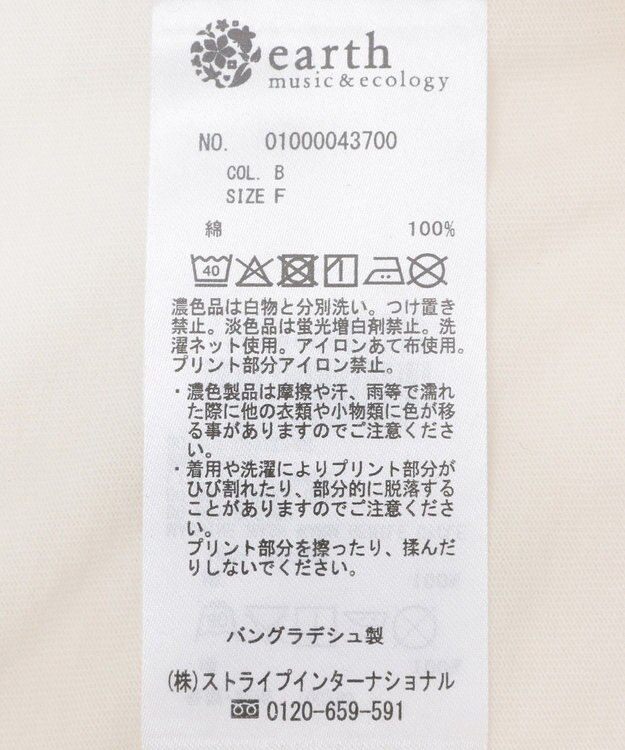 earth
music&ecology
NO. 01000043700
COL. B
SIZE F
綿 100%
40
濃色品は白物と分別洗い。つけ置き
禁止。淡色品は蛍光増白剤禁止。洗
濯ネット使用。アイロンあて布使用。
プリント部分アイロン禁止。
・濃色製品は摩擦や汗、雨等で濡れ
た際に他の衣類や小物類に色が移
る事がありますのでご注意くださ
い。
・着用や洗濯によりプリント部分が
ひび割れたり、部分的に脱落する
ことがありますのでご注意くださ
い。
プリント部分を擦ったり、揉んだ
りしないでください。
バングラデシュ製
(株)ストライプインターナショナル
0120-659-591